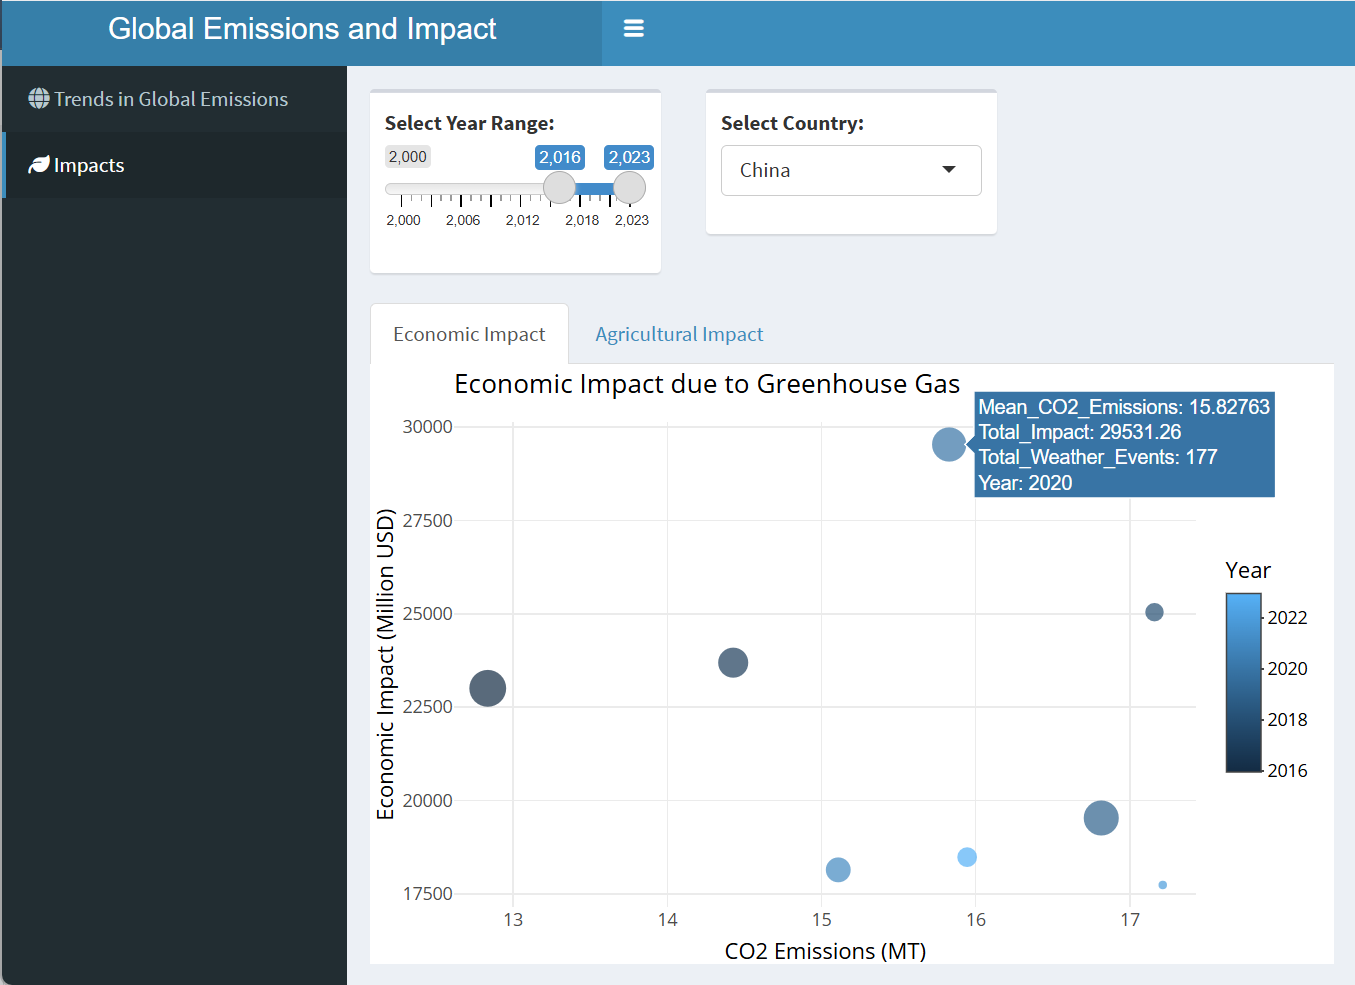 Global Emissions and Impact
Trends in Global Emissions
Impacts
Select Year Range:
2,000
2,016
2,023
2,000
2,006
2,012
2,018
2,023
Select Country:
China
Economic Impact
Agricultural Impact
Economic Impact due to Greenhouse Gas
Mean_CO2_Emissions: 15.82763
Total_Impact: 29531.26
Total_Weather_Events: 177
Year: 2020
Economic Impact (Million USD)
30000
27500
25000
22500
20000
17500
13
14
15
16
17
CO2 Emissions (MT)
Year
2022
2020
2018
2016